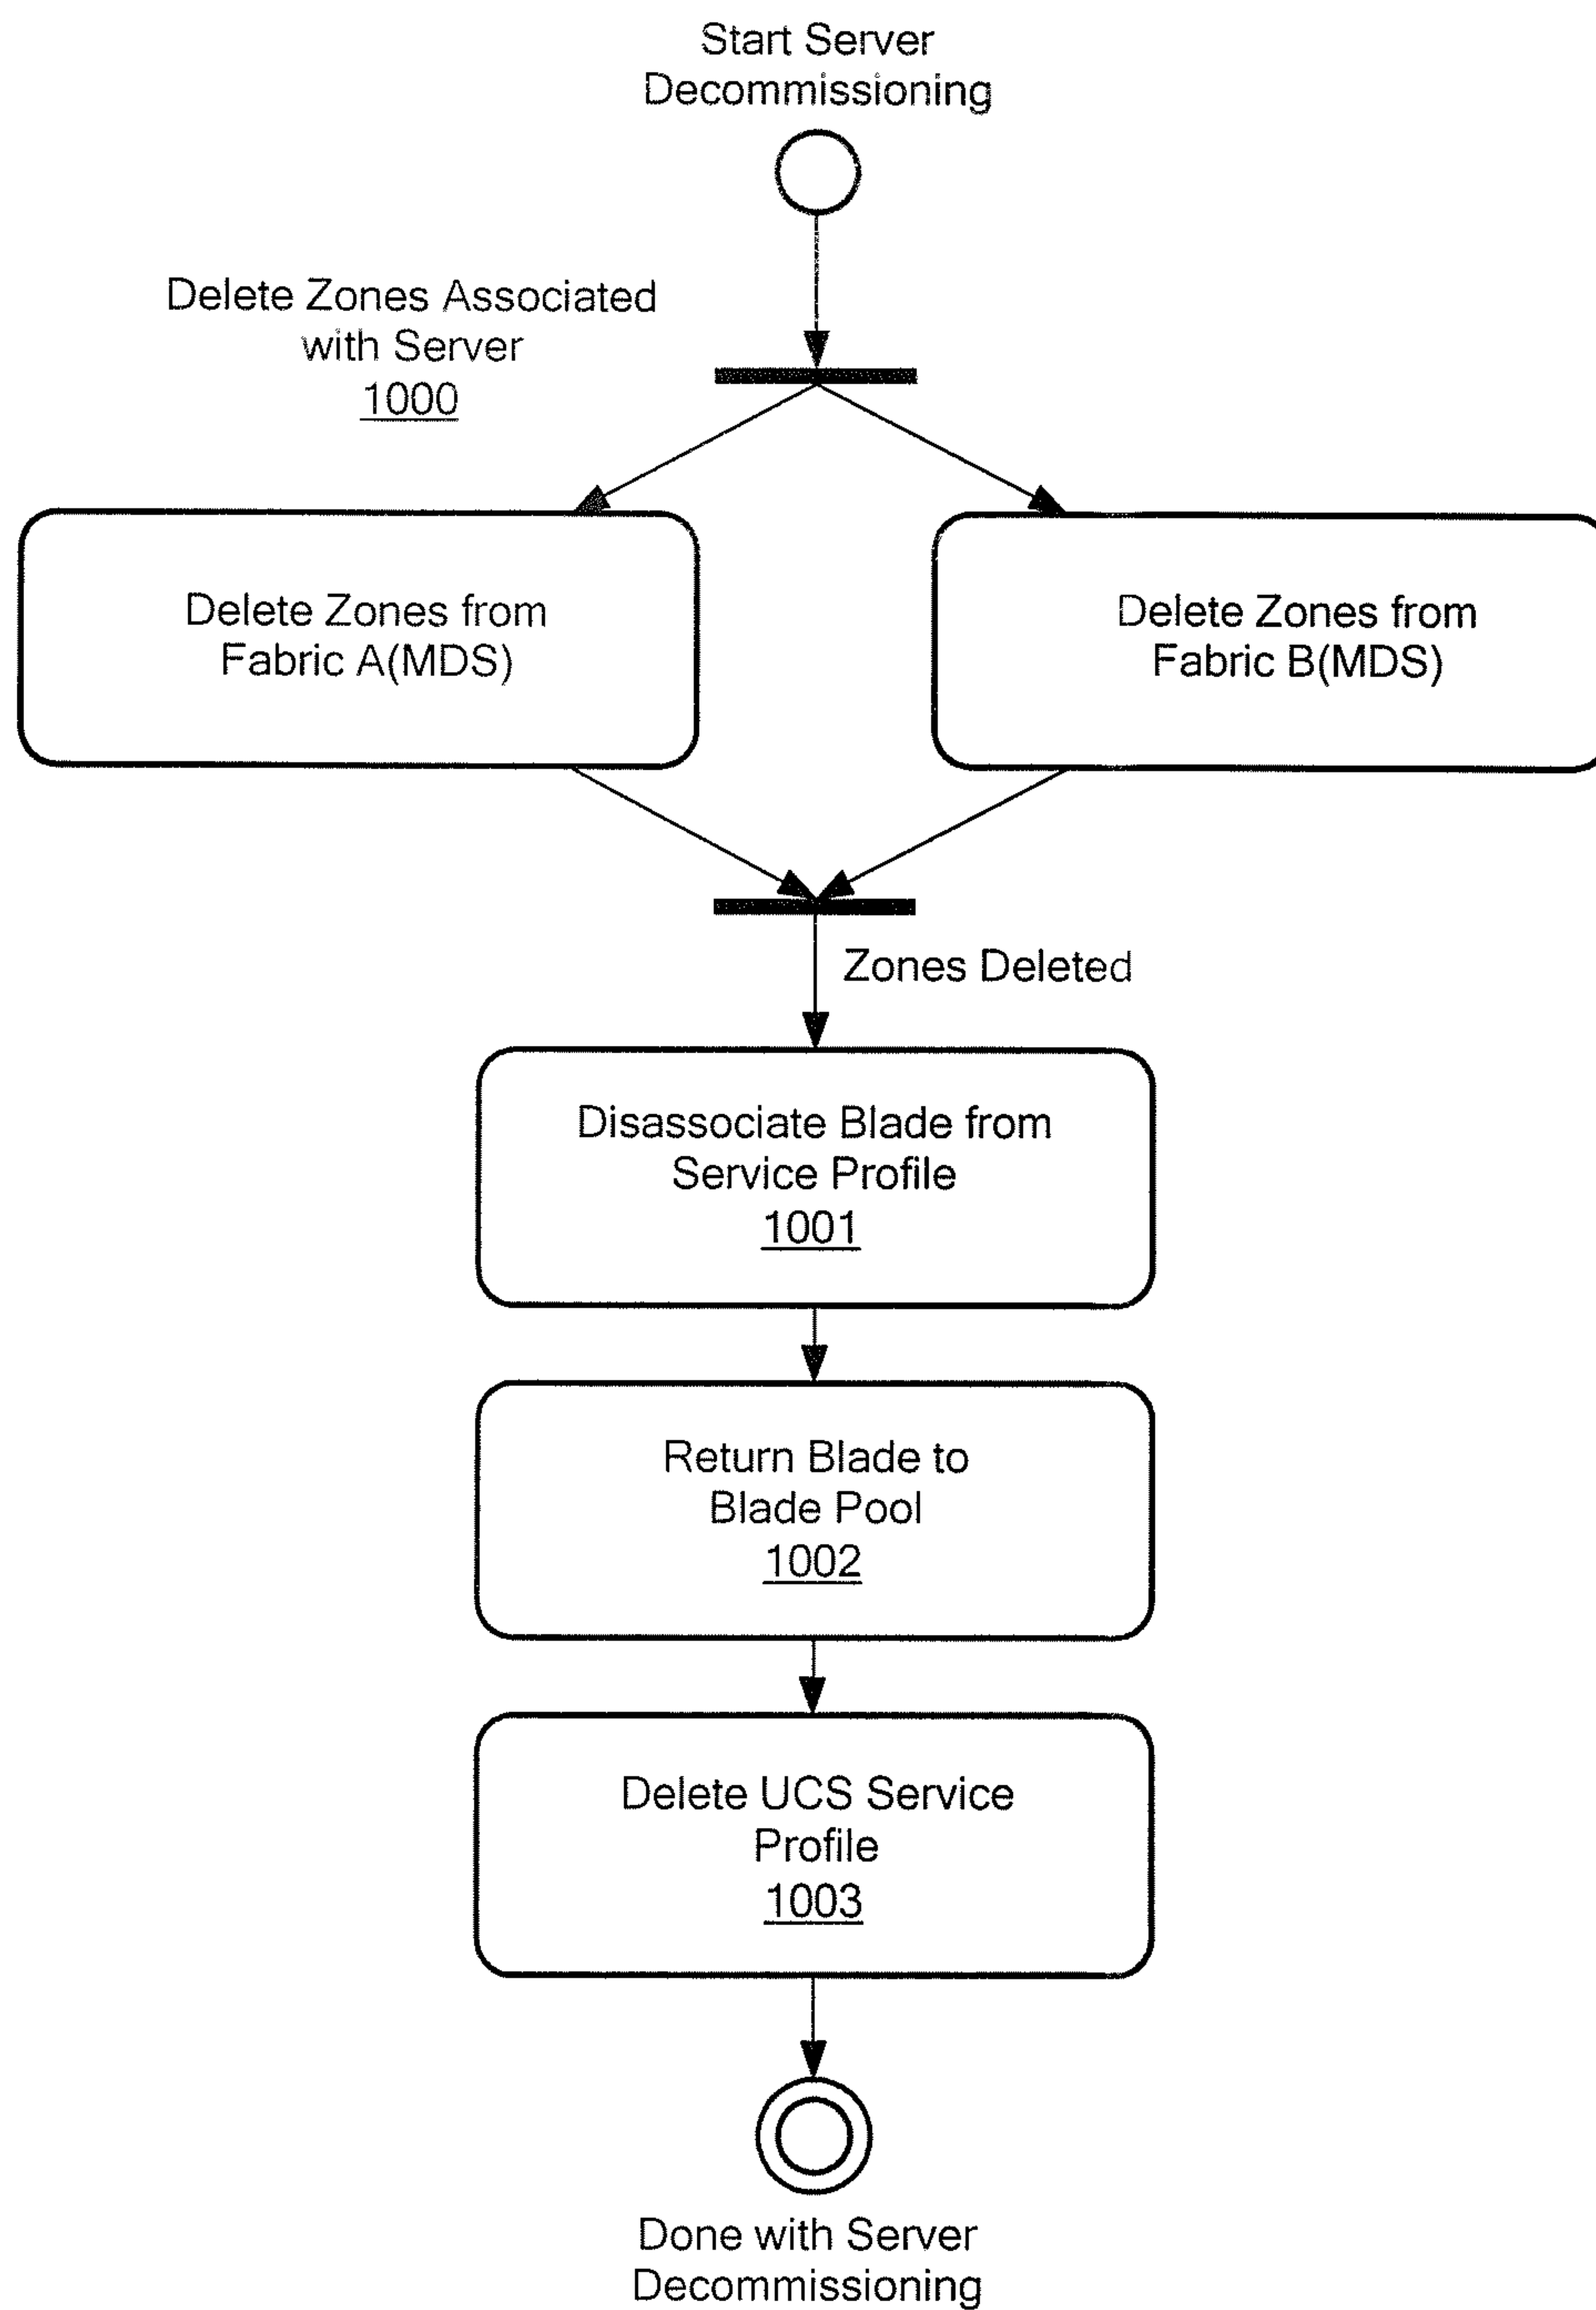 Start Server
Decommissioning
Delete Zones Associated
with Server
1000
Delete Zones from
Fabric A(MDS)
Delete Zones from
Fabric B(MDS)
Zones Deleted
Disassociate Blade from
Service Profile
1001
Return Blade to
Blade Pool
1002
Delete UCS Service
Profile
1003
Done with Server
Decommissioning